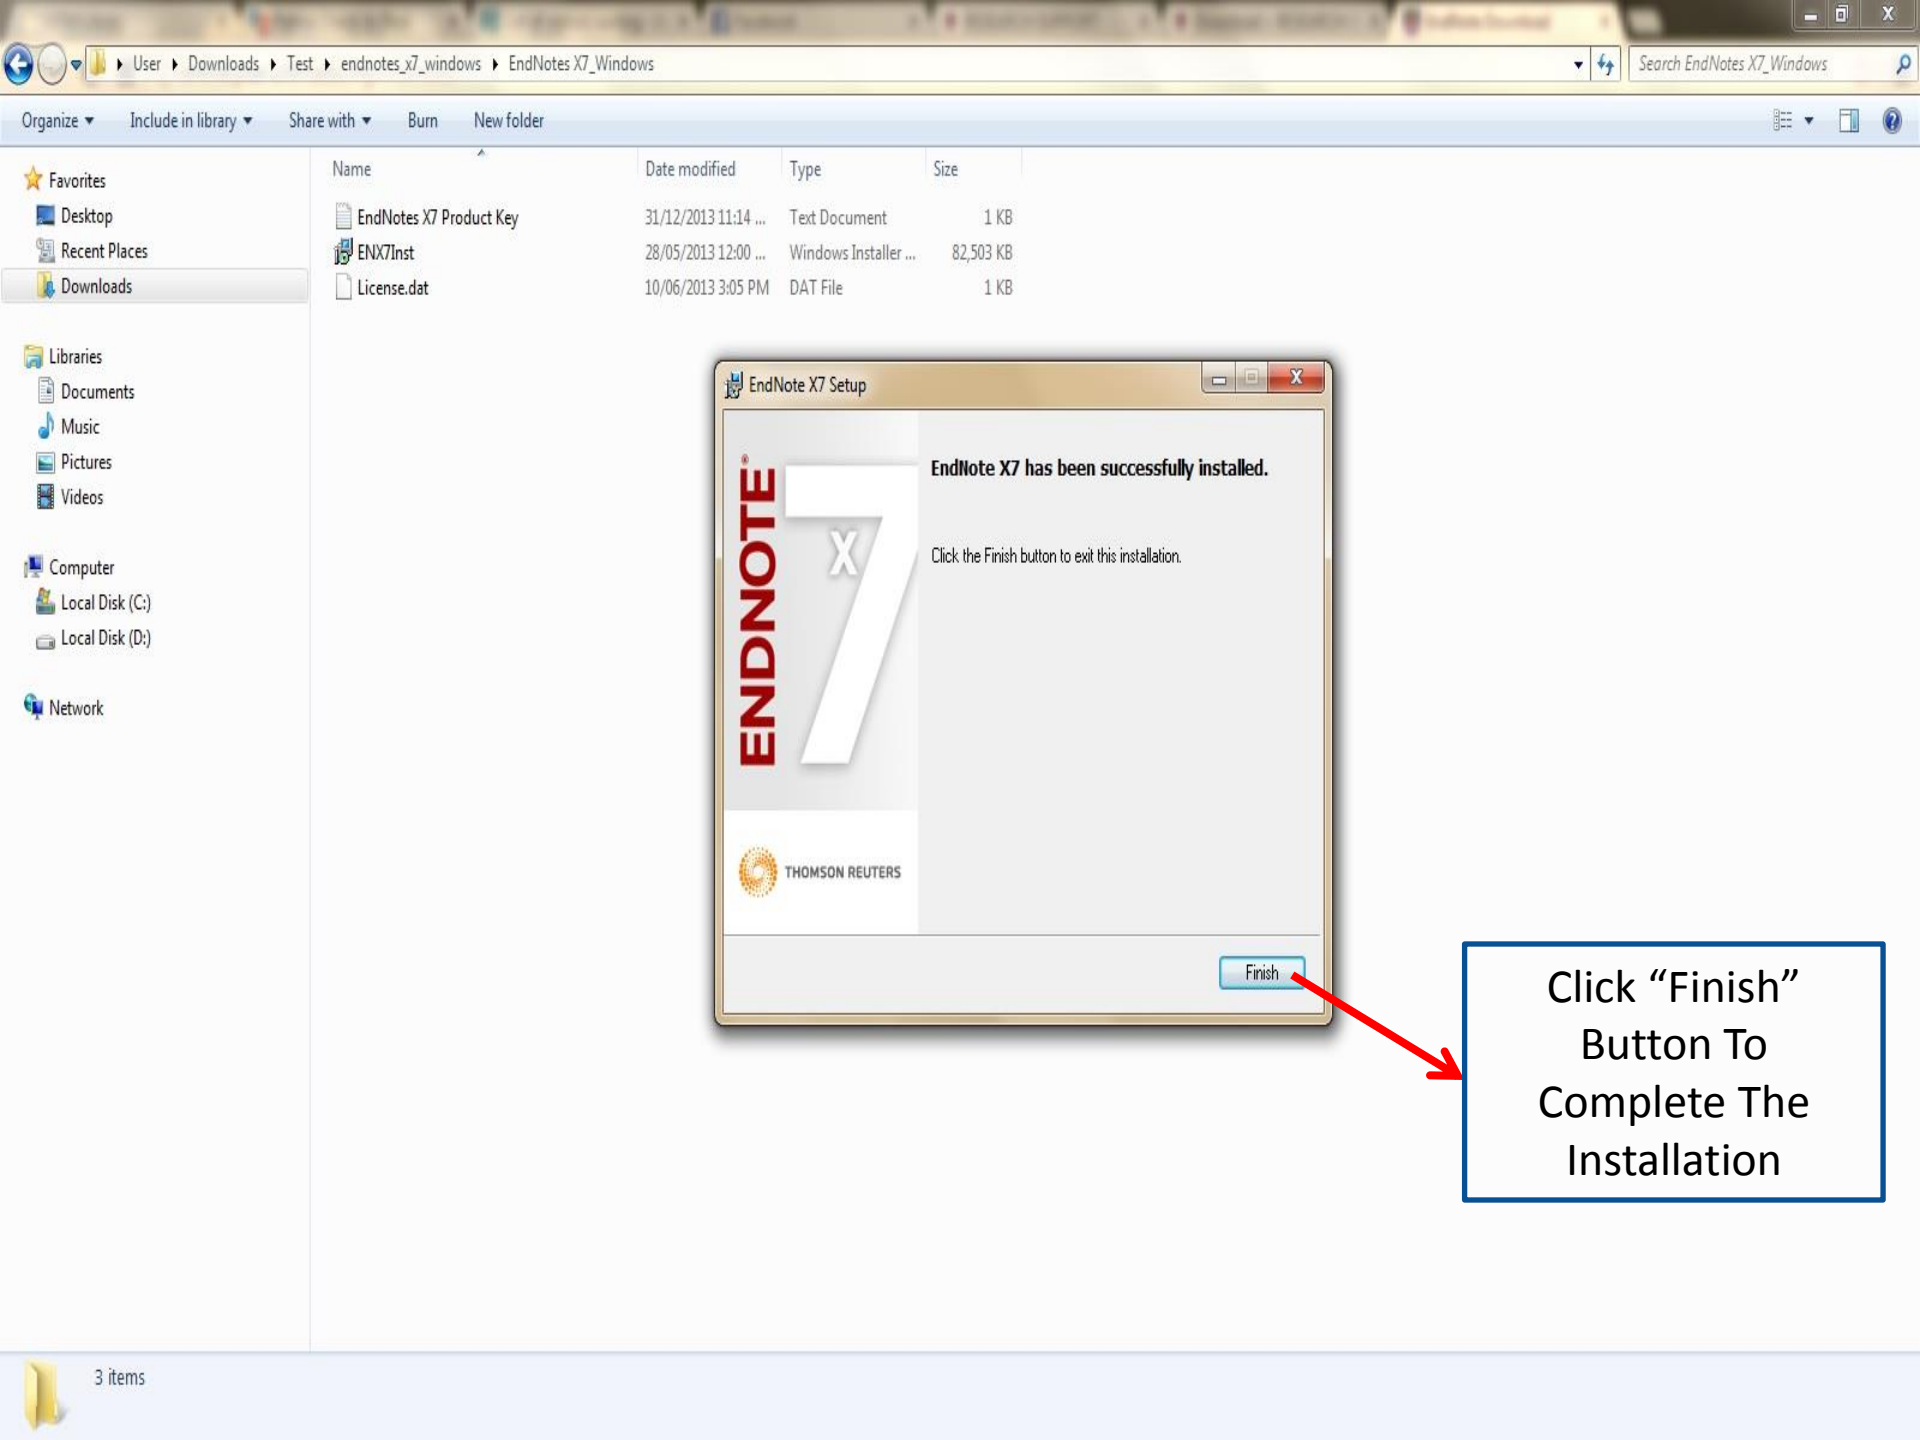 User ▸ Downloads ▸ Test ▸ endnotes_x7_windows ▸ EndNotes X7_Windows
Search EndNotes X7_Windows
Organize Include in library Share with Burn New folder
Name Date modified Type Size
EndNotes X7 Product Key 31/12/2013 11:14 ... Text Document 1 KB
ENX7Inst 28/05/2013 12:00 ... Windows Installer ... 82,503 KB
License.dat 10/06/2013 3:05 PM DAT File 1 KB
Favorites
Desktop
Recent Places
Downloads
Libraries
Documents
Music
Pictures
Videos
Computer
Local Disk (C:)
Local Disk (D:)
Network
EndNote X7 Setup
ENDNOTE®
X7
EndNote X7 has been successfully installed.
Click the Finish button to exit this installation.
THOMSON REUTERS
Finish
Click “Finish”
Button To
Complete The
Installation
3 items